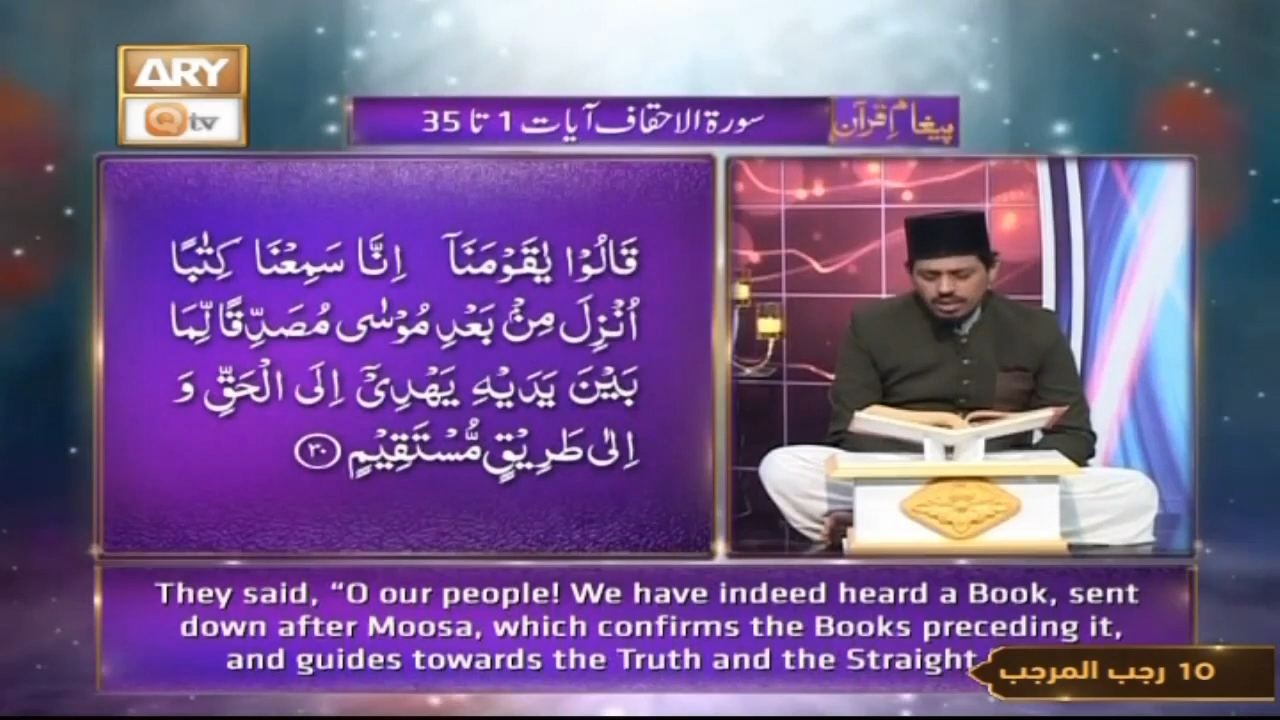 ARY
Qtv
پیغامِ قرآن
سورة الاحقاف آیات 1 تا 35
قَالُوْا یٰقَوْمَنَاۤ اِنَّا سَمِعْنَا كِتٰبًا
اُنْزِلَ مِنْۢ بَعْدِ مُوْسٰی مُصَدِّقًا لِّمَا
بَیْنَ یَدَیْهِ یَهْدِیْۤ اِلَی الْحَقِّ وَ
اِلٰی طَرِیْقٍ مُّسْتَقِیْمٍ ﴿۳۰﴾
They said, “O our people! We have indeed heard a Book, sent
down after Moosa, which confirms the Books preceding it,
and guides towards the Truth and the Straight
10 رجب المرجب